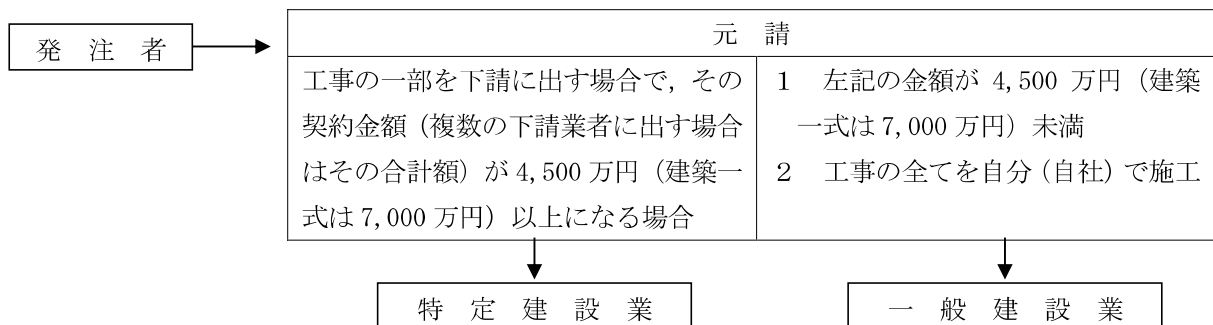 発 注 者
元 請
工事の一部を下請に出す場合で,その
契約金額(複数の下請業者に出す場合
はその合計額)が 4,500 万円(建築一
式は 7,000 万円)以上になる場合
1 左記の金額が 4,500 万円(建築
一式は 7,000 万円)未満
2 工事の全てを自分(自社)で施工
特 定 建 設 業
一 般 建 設 業